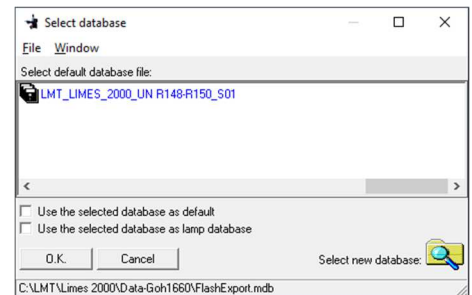 Select database
File Window
Select default database file:
LMT_LIMES_2000_UN R148-R150_S01
Use the selected database as default
Use the selected database as lamp database
O.K. Cancel Select new database:
C:\LMT\Limes 2000\Data-Goh1660\FlashExport.mdb